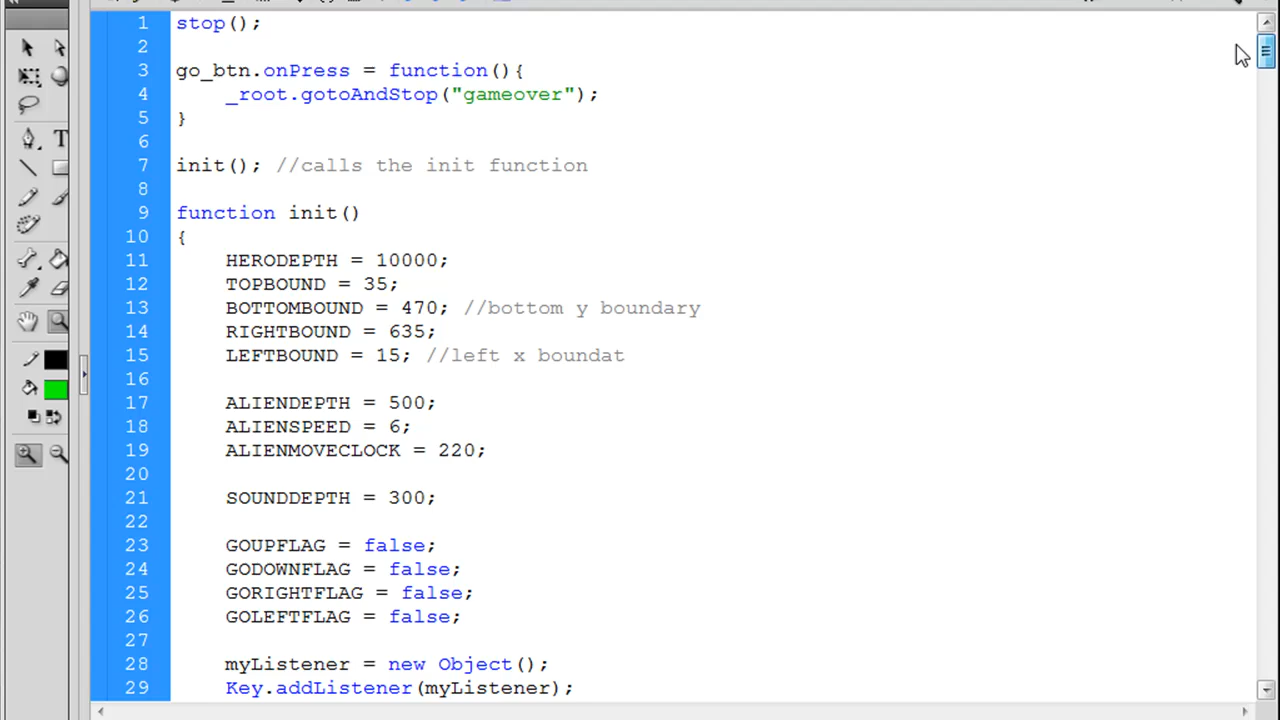 1 stop();
2
3 go_btn.onPress = function(){
4 _root.gotoAndStop("gameover");
5 }
6
7 init(); //calls the init function
8
9 function init()
10 {
11 HERODEPTH = 10000;
12 TOPBOUND = 35;
13 BOTTOMBOUND = 470; //bottom y boundary
14 RIGHTBOUND = 635;
15 LEFTBOUND = 15; //left x boundat
16
17 ALIENDEPTH = 500;
18 ALIENSPEED = 6;
19 ALIENMOVECLOCK = 220;
20
21 SOUNDDEPTH = 300;
22
23 GOUPFLAG = false;
24 GODOWNFLAG = false;
25 GORIGHTFLAG = false;
26 GOLEFTFLAG = false;
27
28 myListener = new Object();
29 Key.addListener(myListener);